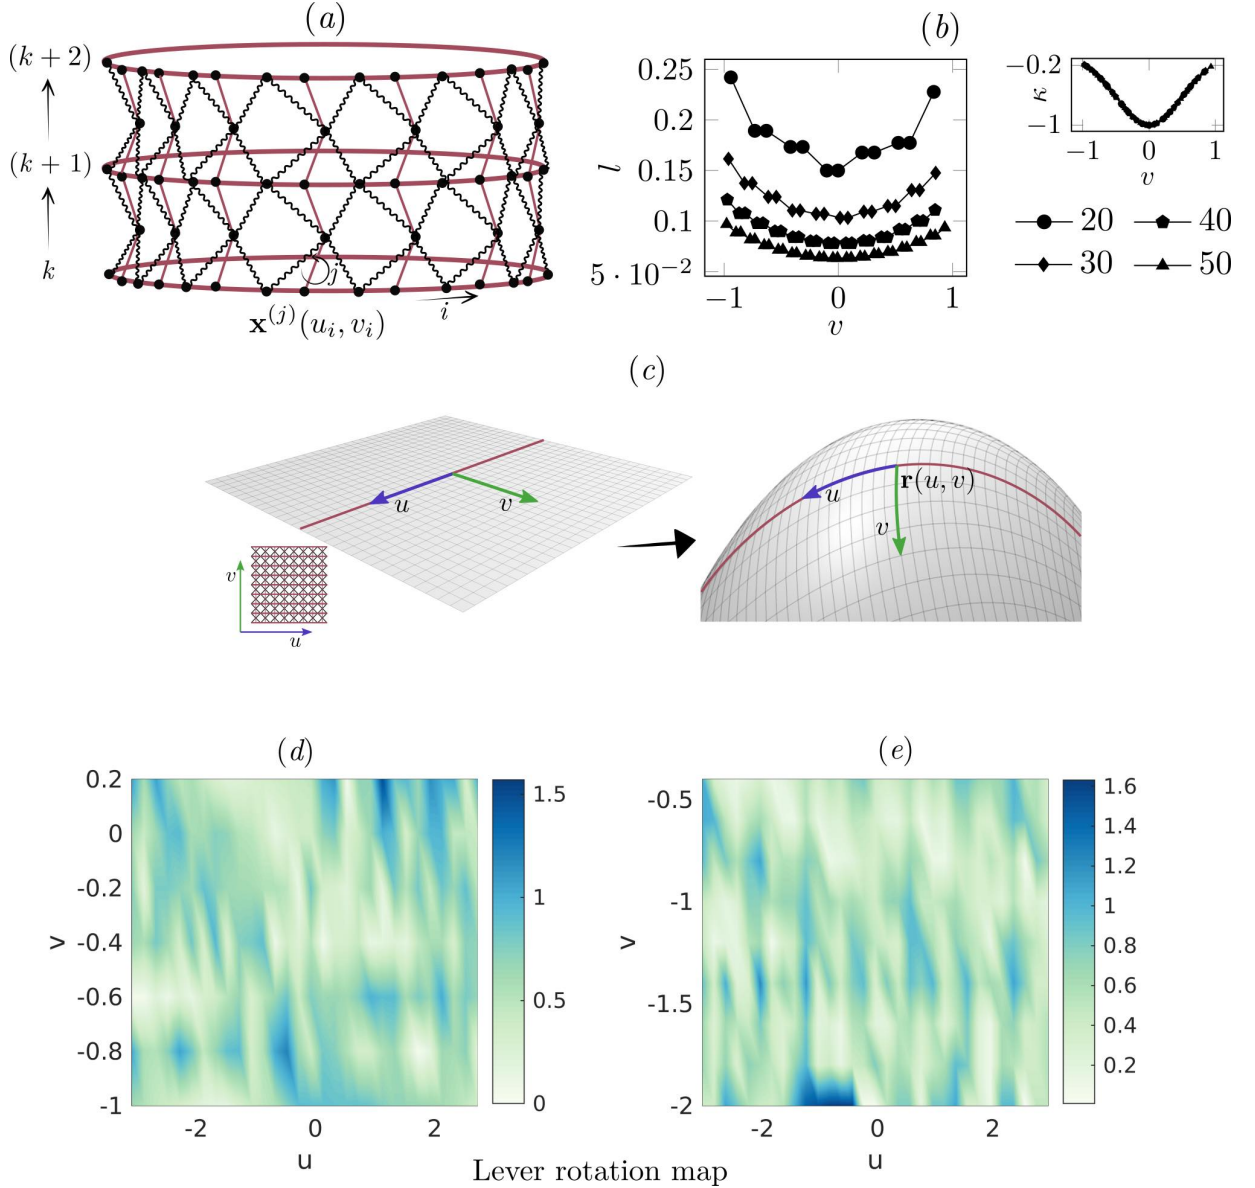 (a)
(k + 2)
(k + 1)
k
j
i
x^(j)(u_i, v_i)
(b)
0.25
0.2
0.15
0.1
5 · 10^−2
l
−1
0
1
v
−0.2
κ
−1
−1
0
1
v
20
40
30
50
(c)
u
v
v
u
r(u, v)
u
v
(d)
0.2
0
-0.2
-0.4
-0.6
-0.8
-1
v
-2
0
2
u
1.5
1
0.5
0
(e)
-0.5
-1
-1.5
-2
v
-2
0
2
u
1.6
1.4
1.2
1
0.8
0.6
0.4
0.2
Lever rotation map